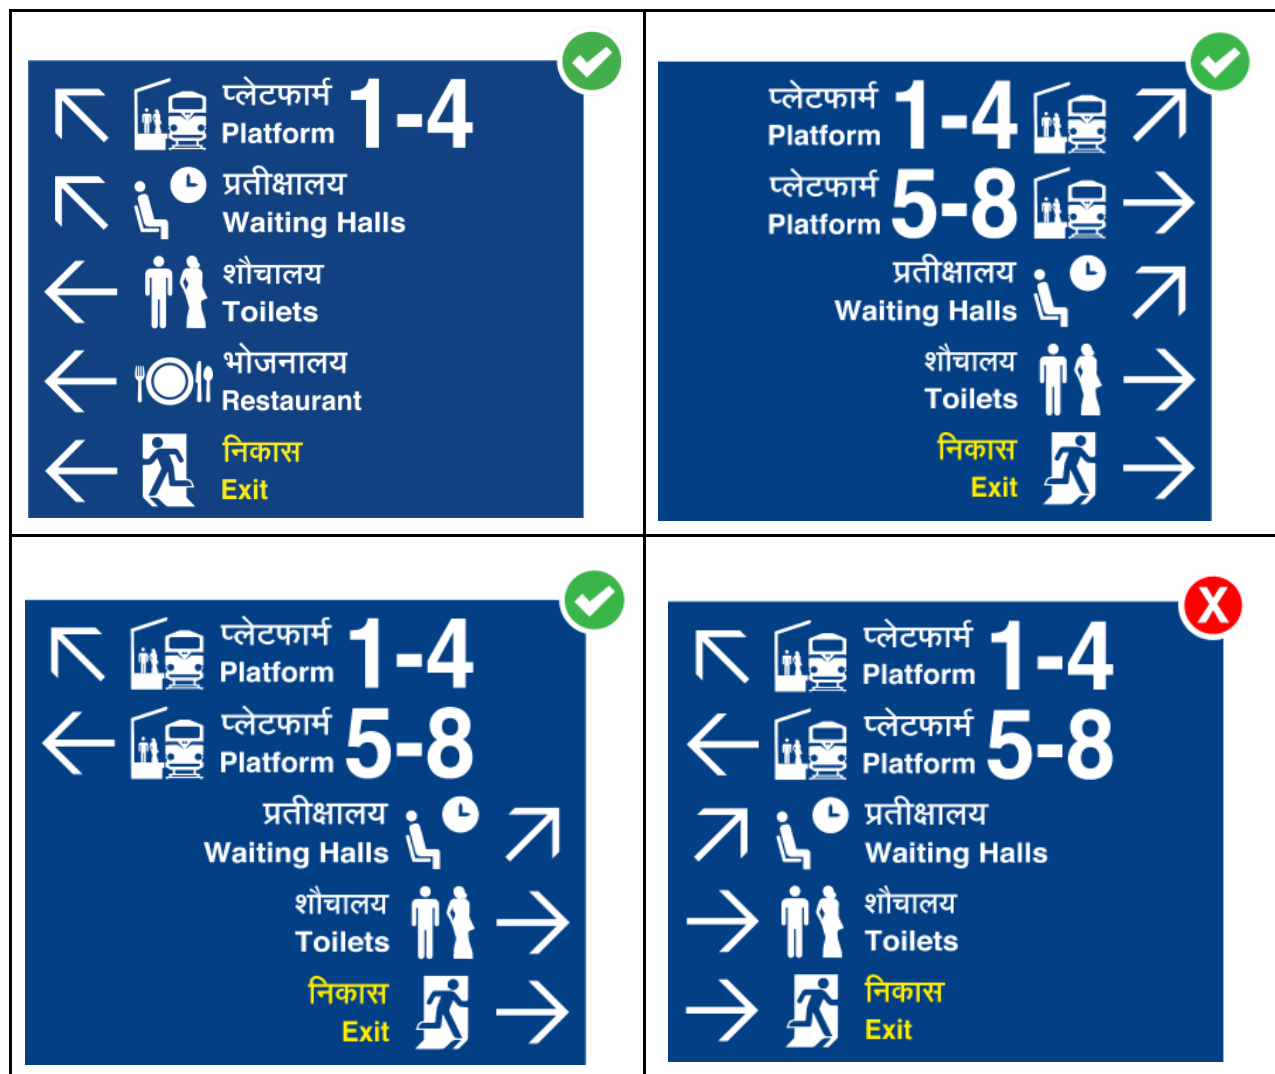 प्लेटफार्म
Platform 1-4
प्रतीक्षालय
Waiting Halls
शौचालय
Toilets
भोजनालय
Restaurant
निकास
Exit
प्लेटफार्म
Platform 1-4
प्लेटफार्म
Platform 5-8
प्रतीक्षालय
Waiting Halls
शौचालय
Toilets
निकास
Exit
प्लेटफार्म
Platform 1-4
प्लेटफार्म
Platform 5-8
प्रतीक्षालय
Waiting Halls
शौचालय
Toilets
निकास
Exit
X
प्लेटफार्म
Platform 1-4
प्लेटफार्म
Platform 5-8
प्रतीक्षालय
Waiting Halls
शौचालय
Toilets
निकास
Exit